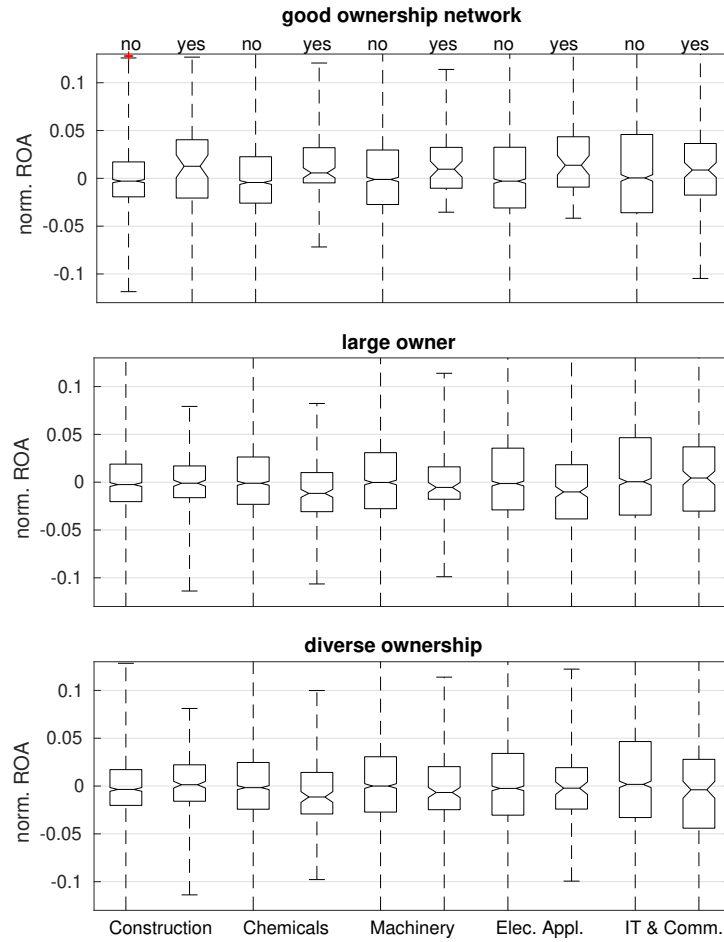 good ownership network
no yes no yes no yes no yes no yes
0.1
0.05
0
-0.05
-0.1
norm. ROA
large owner
0.1
0.05
0
-0.05
-0.1
norm. ROA
diverse ownership
0.1
0.05
0
-0.05
-0.1
norm. ROA
Construction Chemicals Machinery Elec. Appl. IT & Comm.